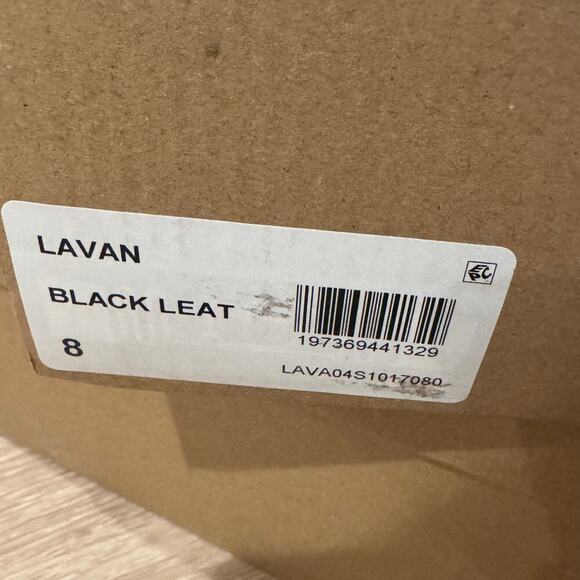 LAVAN
BLACK LEAT
8
197369441329
LAVA04S1017080